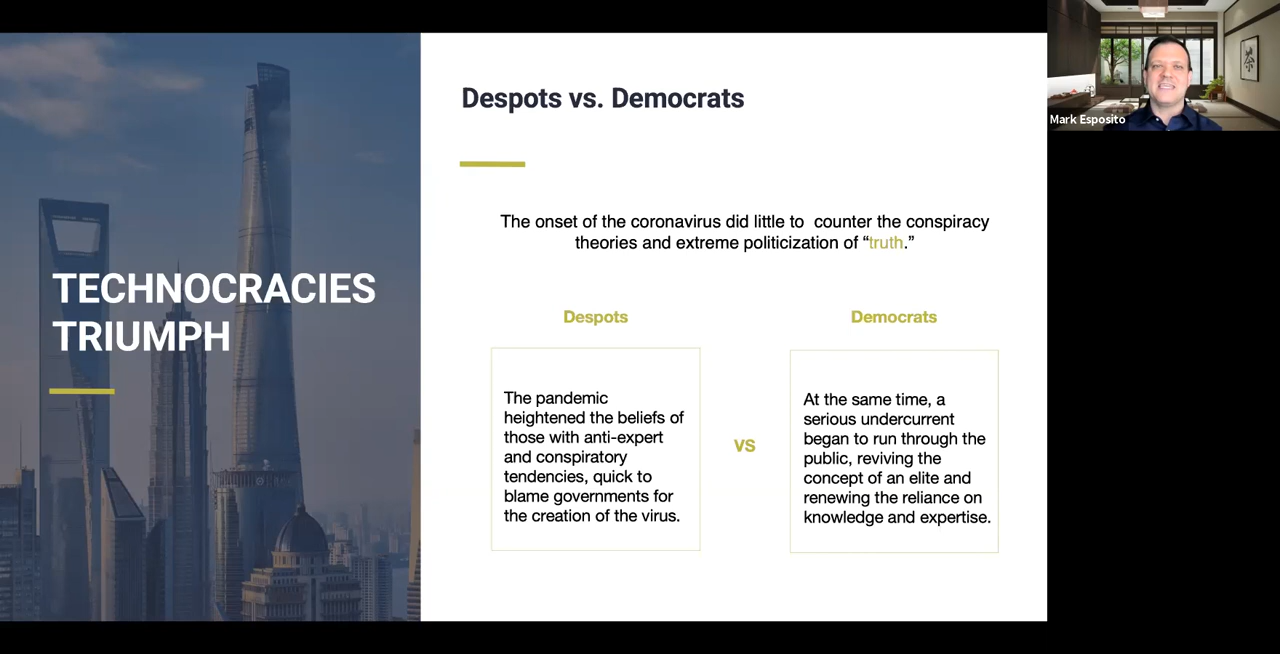 TECHNOCRACIES
TRIUMPH
Despots vs. Democrats
The onset of the coronavirus did little to  counter the conspiracy
theories and extreme politicization of “truth.”
Despots
The pandemic
heightened the beliefs of
those with anti-expert
and conspiratory
tendencies, quick to
blame governments for
the creation of the virus.
vs
Democrats
At the same time, a
serious undercurrent
began to run through the
public, reviving the
concept of an elite and
renewing the reliance on
knowledge and expertise.
Mark Esposito